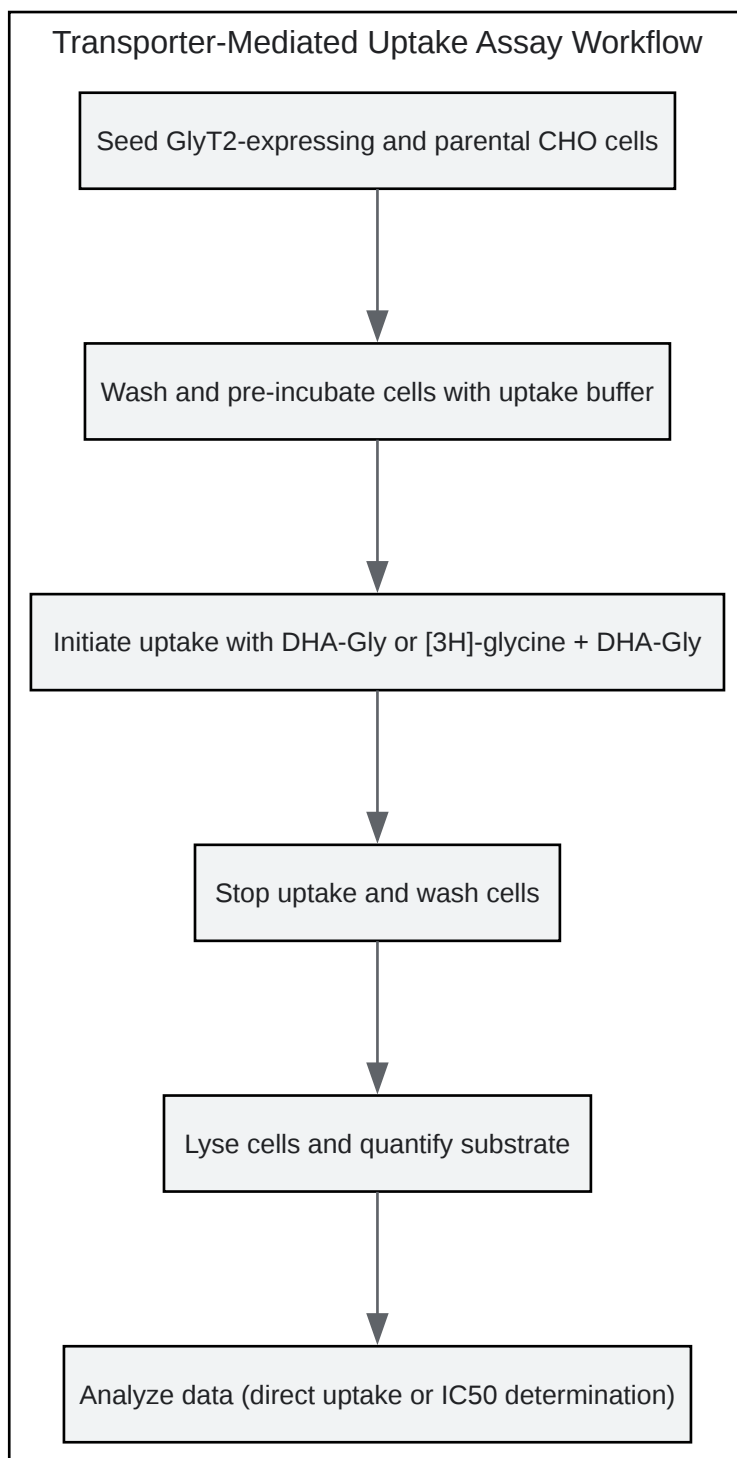 Transporter-Mediated Uptake Assay Workflow
Seed GlyT2-expressing and parental CHO cells
Wash and pre-incubate cells with uptake buffer
Initiate uptake with DHA-Gly or [3H]-glycine + DHA-Gly
Stop uptake and wash cells
Lyse cells and quantify substrate
Analyze data (direct uptake or IC50 determination)